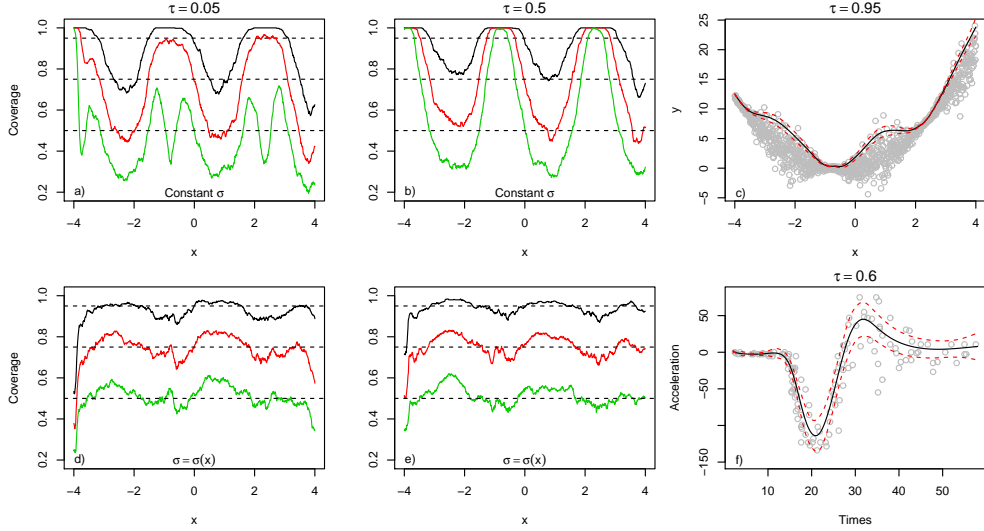 τ = 0.05
τ = 0.5
τ = 0.95
Coverage
0.2 0.4 0.6 0.8 1.0
a)
Constant σ
−4 −2 0 2 4
x
0.2 0.4 0.6 0.8 1.0
b)
Constant σ
−4 −2 0 2 4
x
y
−5 0 5 10 15 20 25
c)
−4 −2 0 2 4
x
Coverage
0.2 0.4 0.6 0.8 1.0
d)
σ = σ(x)
−4 −2 0 2 4
x
Coverage
0.2 0.4 0.6 0.8 1.0
e)
σ = σ(x)
−4 −2 0 2 4
x
τ = 0.6
Acceleration
−150 −50 0 50
f)
10 20 30 40 50
Times